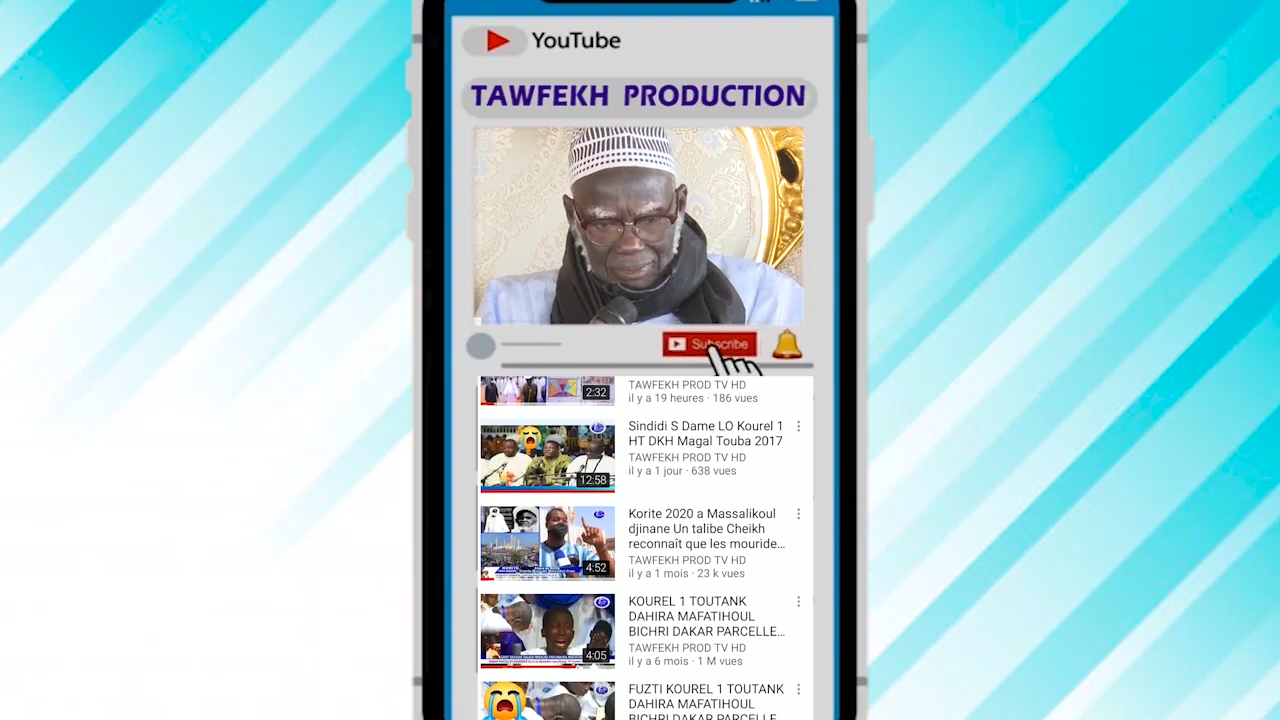 YouTube
TAWFEKH PRODUCTION
Subscribe
2:32
TAWFEKH PROD TV HD
il y a 19 heures · 186 vues
Sindidi S Dame LO Kourel 1
HT DKH Magal Touba 2017
TAWFEKH PROD TV HD
il y a 1 jour · 638 vues
12:58
Korite 2020 a Massalikoul
djinane Un talibe Cheikh
reconnaît que les mouride...
TAWFEKH PROD TV HD
il y a 1 mois · 23 k vues
4:52
KOUREL 1 TOUTANK
DAHIRA MAFATIHOUL
BICHRI DAKAR PARCELLE...
TAWFEKH PROD TV HD
il y a 6 mois · 1 M vues
4:05
FUZTI KOUREL 1 TOUTANK
DAHIRA MAFATIHOUL
BICHRI DAKAR PARCELLE